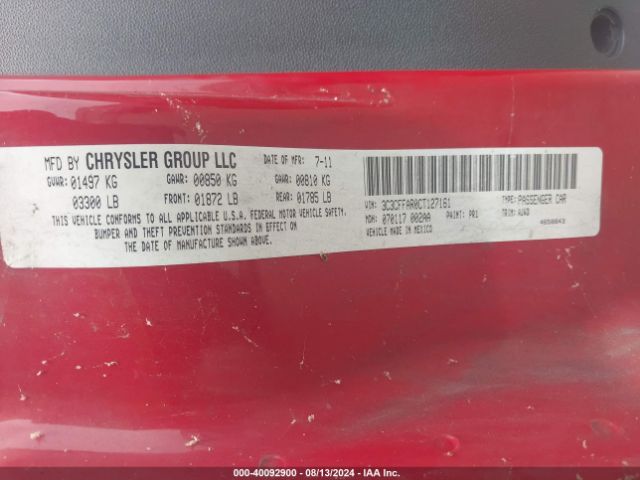 MFD BY CHRYSLER GROUP LLC DATE OF MFR: 7-11
GVWR: 01497 KG GAWR: 00850 KG GAWR: 00810 KG
03300 LB FRONT: 01872 LB REAR: 01785 LB
THIS VEHICLE CONFORMS TO ALL APPLICABLE U.S.A. FEDERAL MOTOR VEHICLE SAFETY,
BUMPER AND THEFT PREVENTION STANDARDS IN EFFECT ON
THE DATE OF MANUFACTURE SHOWN ABOVE.
VIN: 3C3CFFAR0CT127161 TYPE: PASSENGER CAR
MDH: 070117 002AA PAINT: PR1 TRIM: AVXD
VEHICLE MADE IN MEXICO
000-40092900 - 08/13/2024 - IAA Inc.